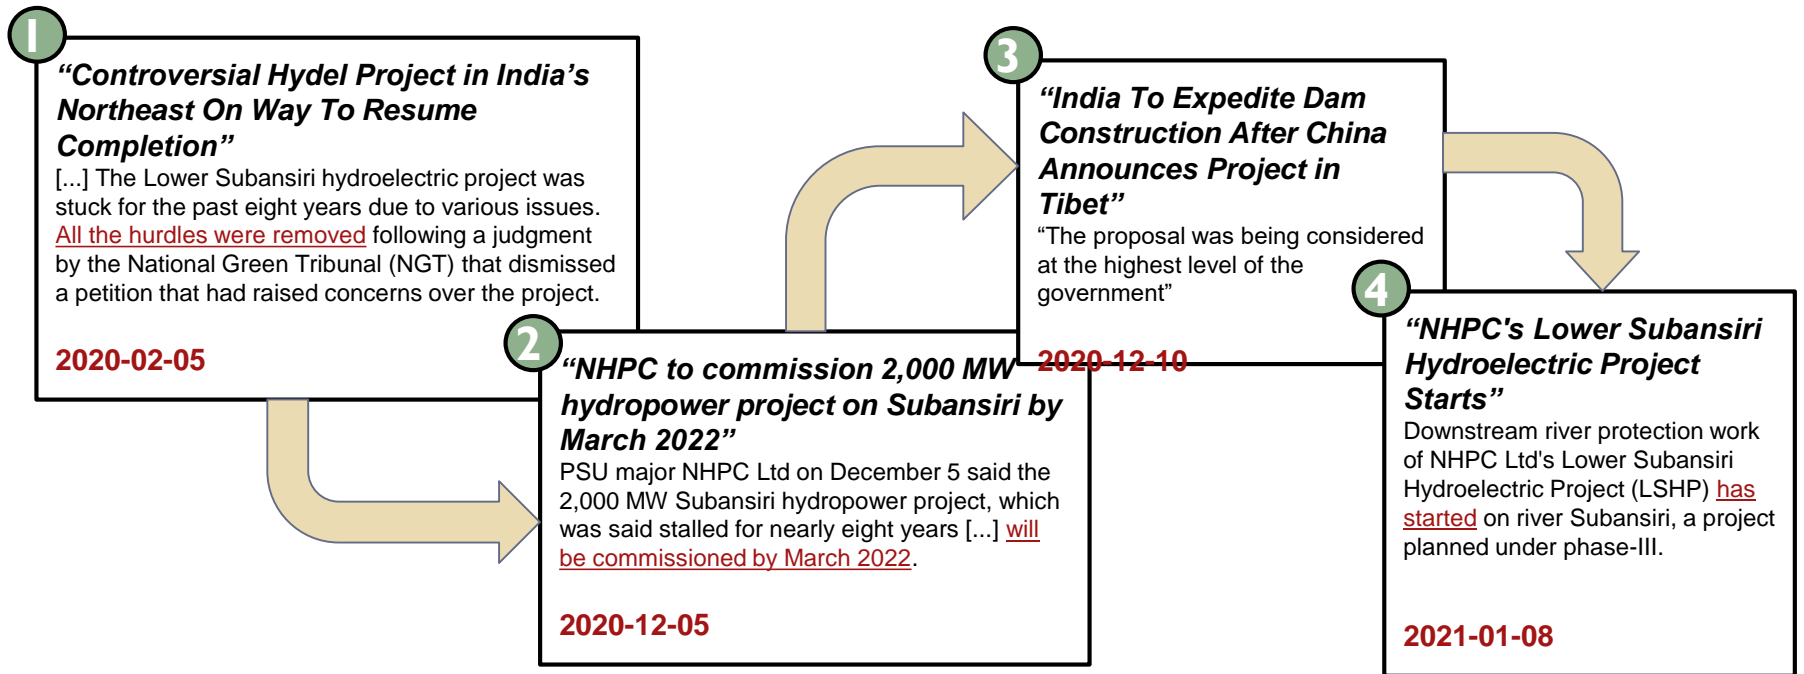 1
“Controversial Hydel Project in India’s
Northeast On Way To Resume
Completion”
[...] The Lower Subansiri hydroelectric project was
stuck for the past eight years due to various issues.
All the hurdles were removed following a judgment
by the National Green Tribunal (NGT) that dismissed
a petition that had raised concerns over the project.
2020-02-05
2
“NHPC to commission 2,000 MW
hydropower project on Subansiri by
March 2022”
PSU major NHPC Ltd on December 5 said the
2,000 MW Subansiri hydropower project, which
was said stalled for nearly eight years [...] will
be commissioned by March 2022.
2020-12-05
3
“India To Expedite Dam
Construction After China
Announces Project in
Tibet”
“The proposal was being considered
at the highest level of the
government”
2020-12-10
4
“NHPC's Lower Subansiri
Hydroelectric Project
Starts”
Downstream river protection work
of NHPC Ltd's Lower Subansiri
Hydroelectric Project (LSHP) has
started on river Subansiri, a project
planned under phase-III.
2021-01-08